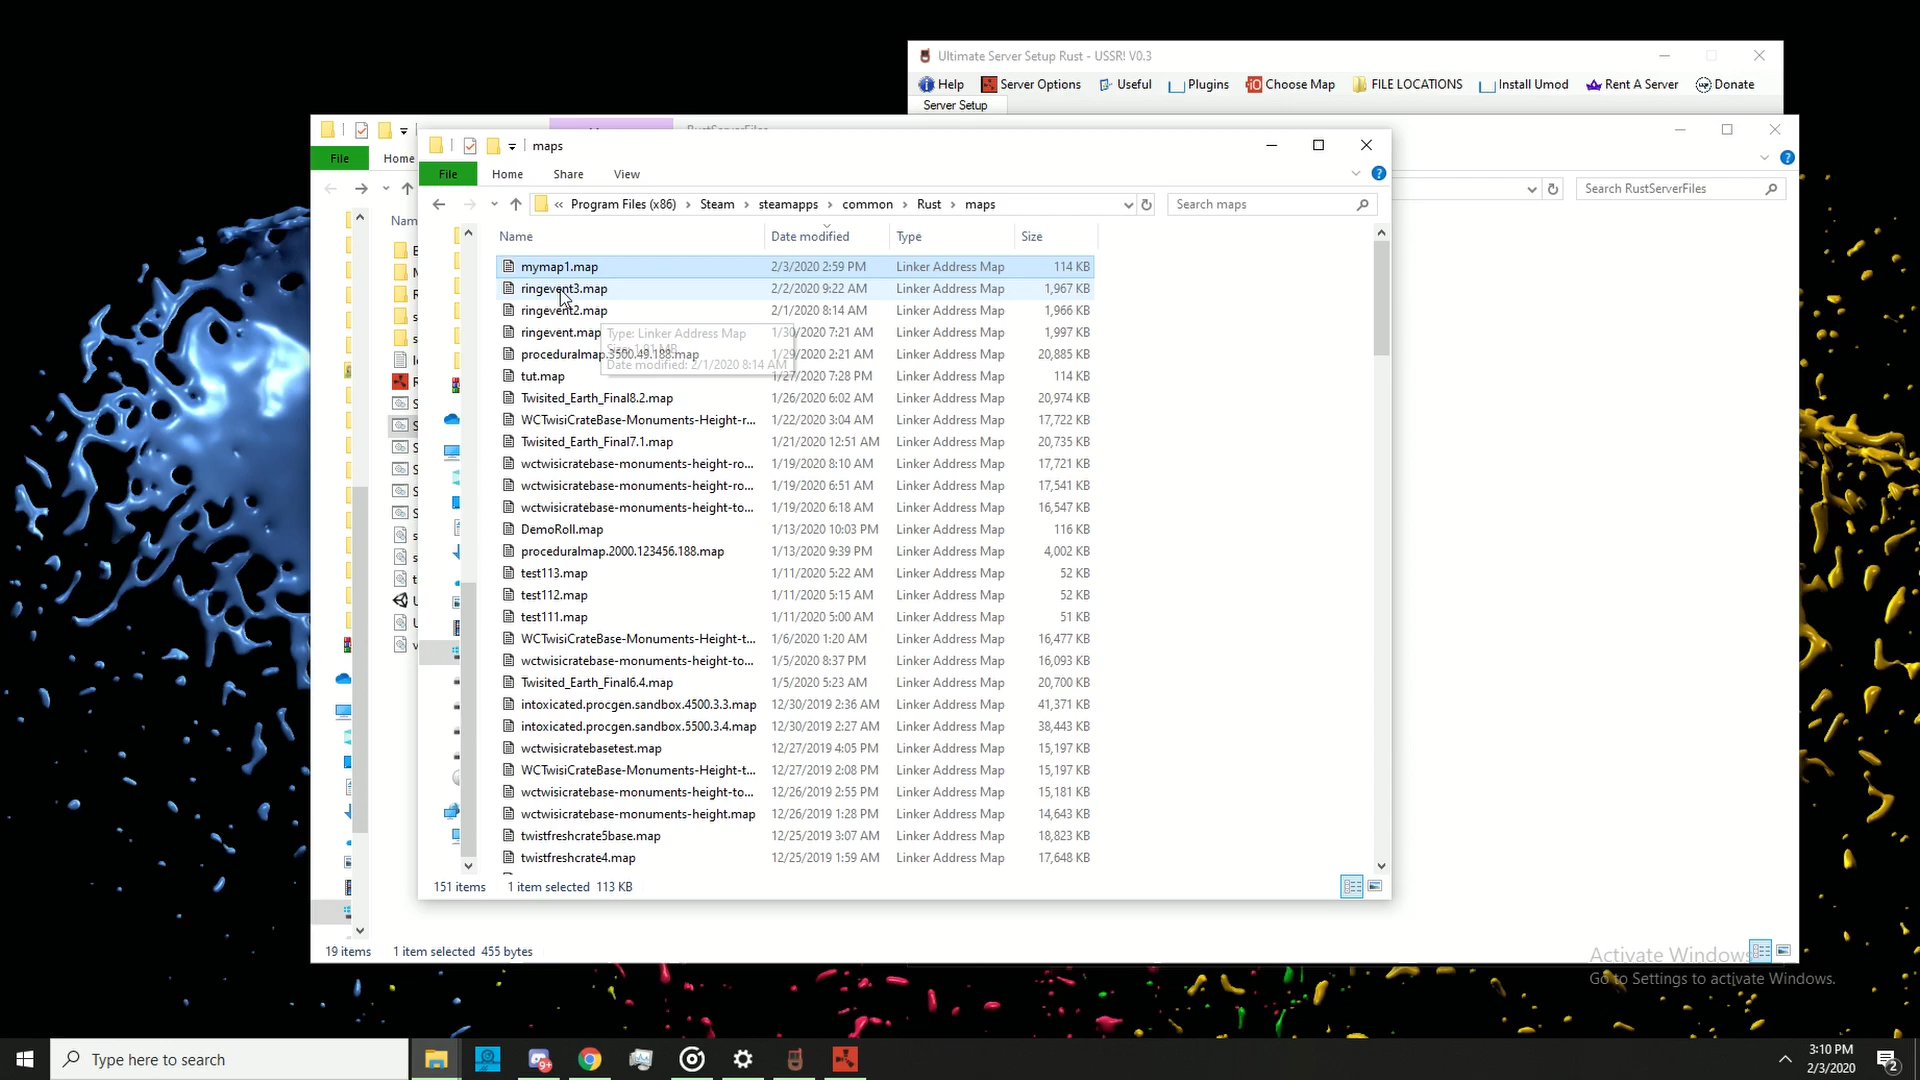 Ultimate Server Setup Rust - USSR! V0.3
Help
Server Options
Useful
Plugins
Choose Map
FILE LOCATIONS
Install Umod
Rent A Server
Donate
Server Setup
File
Home
Search RustServerFiles
maps
File
Home
Share
View
« Program Files (x86) › Steam › steamapps › common › Rust › maps
Search maps
Name
Date modified
Type
Size
mymap1.map 2/3/2020 2:59 PM Linker Address Map 114 KB
ringevent3.map 2/2/2020 9:22 AM Linker Address Map 1,967 KB
ringevent2.map 2/1/2020 8:14 AM Linker Address Map 1,966 KB
ringevent.map 1/30/2020 7:21 AM Linker Address Map 1,997 KB
proceduralmap.3500.49.188.map 1/29/2020 2:21 AM Linker Address Map 20,885 KB
tut.map 1/27/2020 7:28 PM Linker Address Map 114 KB
Twisited_Earth_Final8.2.map 1/26/2020 6:02 AM Linker Address Map 20,974 KB
WCTwisiCrateBase-Monuments-Height-r... 1/22/2020 3:04 AM Linker Address Map 17,722 KB
Twisited_Earth_Final7.1.map 1/21/2020 12:51 AM Linker Address Map 20,735 KB
wctwisicratebase-monuments-height-ro... 1/19/2020 8:10 AM Linker Address Map 17,721 KB
wctwisicratebase-monuments-height-ro... 1/19/2020 6:51 AM Linker Address Map 17,541 KB
wctwisicratebase-monuments-height-to... 1/19/2020 6:18 AM Linker Address Map 16,547 KB
DemoRoll.map 1/13/2020 10:03 PM Linker Address Map 116 KB
proceduralmap.2000.123456.188.map 1/13/2020 9:39 PM Linker Address Map 4,002 KB
test113.map 1/11/2020 5:22 AM Linker Address Map 52 KB
test112.map 1/11/2020 5:15 AM Linker Address Map 52 KB
test111.map 1/11/2020 5:00 AM Linker Address Map 51 KB
WCTwisiCrateBase-Monuments-Height-t... 1/6/2020 1:20 AM Linker Address Map 16,477 KB
wctwisicratebase-monuments-height-to... 1/5/2020 8:37 PM Linker Address Map 16,093 KB
Twisited_Earth_Final6.4.map 1/5/2020 5:23 AM Linker Address Map 20,700 KB
intoxicated.procgen.sandbox.4500.3.3.map 12/30/2019 2:36 AM Linker Address Map 41,371 KB
intoxicated.procgen.sandbox.5500.3.4.map 12/30/2019 2:27 AM Linker Address Map 38,443 KB
wctwisicratebasetest.map 12/27/2019 4:05 PM Linker Address Map 15,197 KB
WCTwisiCrateBase-Monuments-Height-t... 12/27/2019 2:08 PM Linker Address Map 15,197 KB
wctwisicratebase-monuments-height-to... 12/26/2019 2:55 PM Linker Address Map 15,181 KB
wctwisicratebase-monuments-height.map 12/26/2019 1:28 PM Linker Address Map 14,643 KB
twistfreshcrate5base.map 12/25/2019 3:07 AM Linker Address Map 18,823 KB
twistfreshcrate4.map 12/25/2019 1:59 AM Linker Address Map 17,648 KB
Type: Linker Address Map
Date modified: 2/1/2020 8:14 AM
151 items 1 item selected 113 KB
19 items 1 item selected 455 bytes
Activate Windows
Go to Settings to activate Windows.
Type here to search
9+
3:10 PM
2/3/2020
2